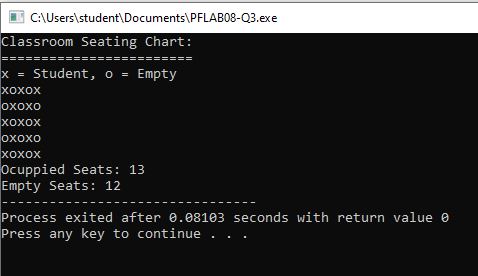 C:\Users\student\Documents\PFLAB08-Q3.exe
Classroom Seating Chart:
========================
x = Student, o = Empty
xoxox
oxoxo
xoxox
oxoxo
xoxox
Ocuppied Seats: 13
Empty Seats: 12
--------------------------------
Process exited after 0.08103 seconds with return value 0
Press any key to continue . . .